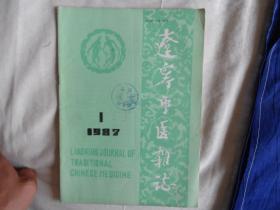 辽宁中医杂志
1
1987
LIAONING JOURNAL OF
TRADITIONAL
CHINESE MEDICINE